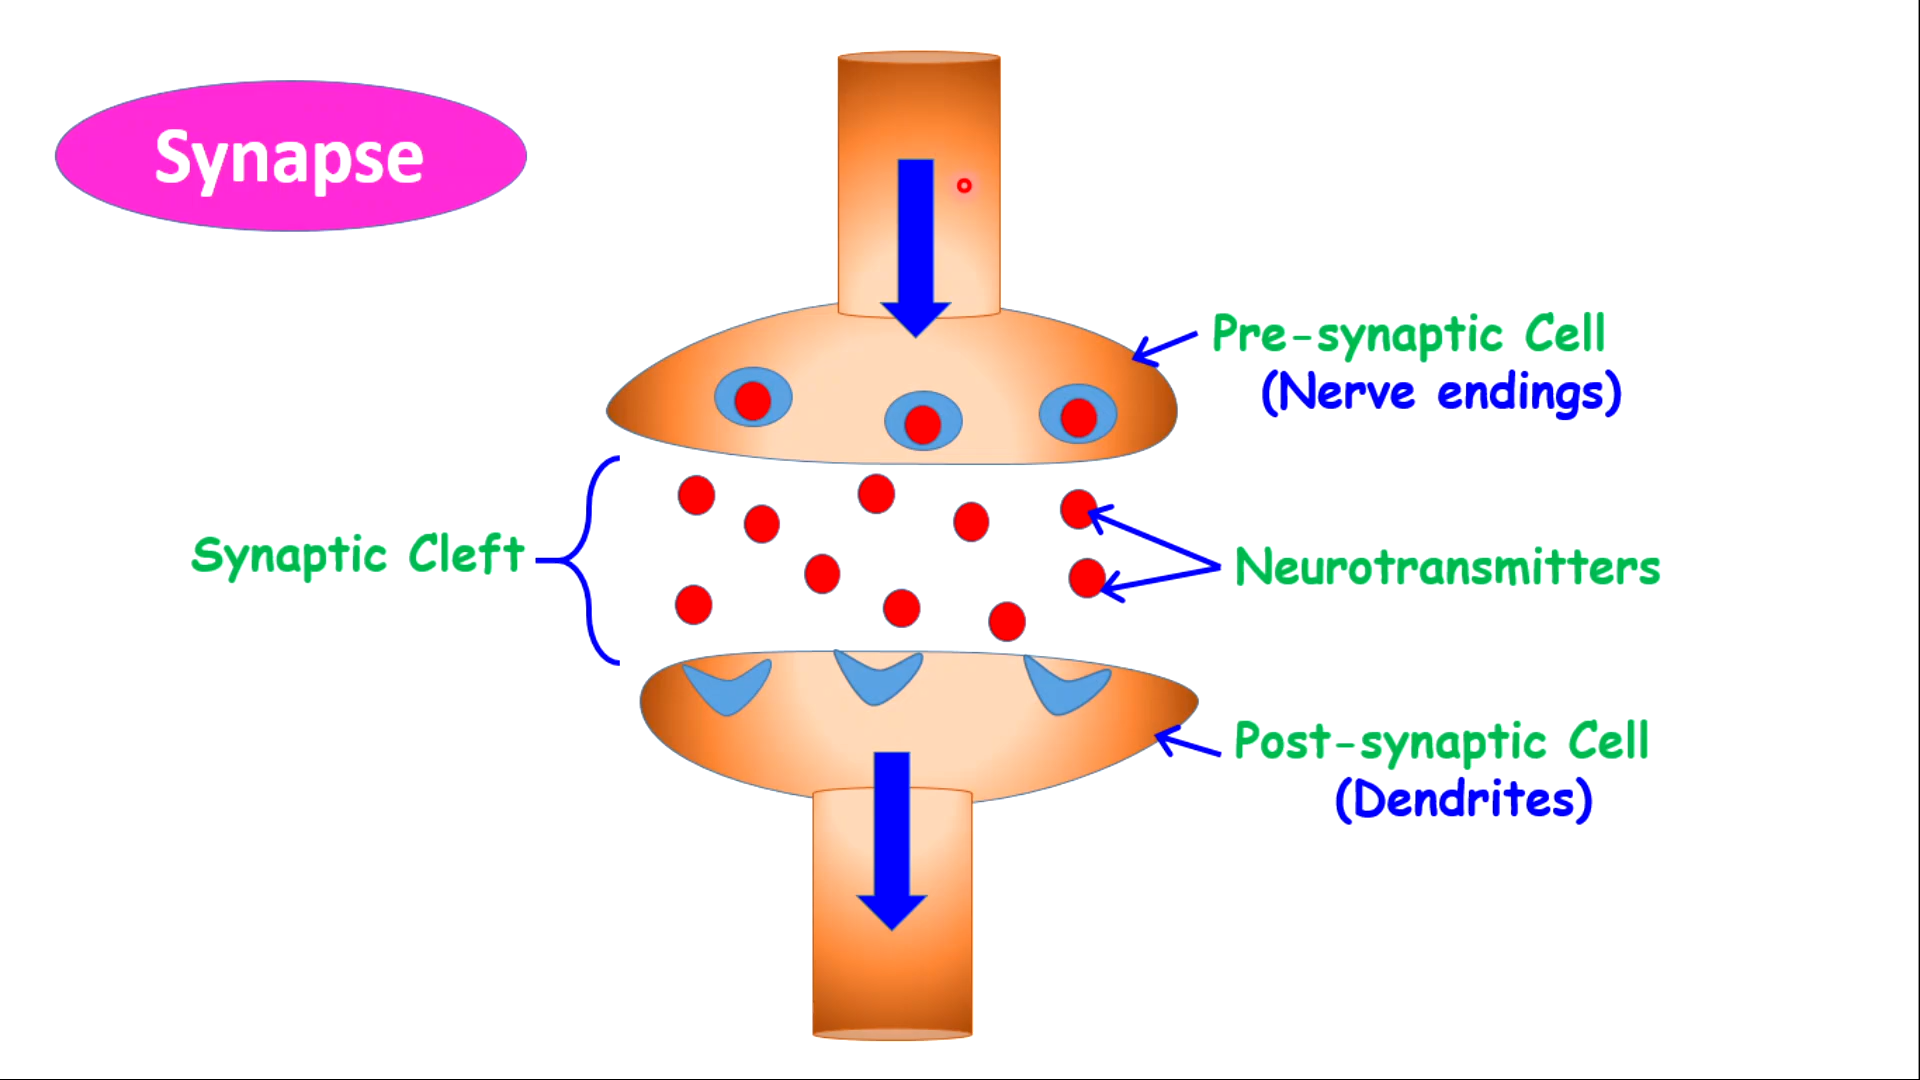 Synapse
Pre-synaptic Cell
(Nerve endings)
Synaptic Cleft
Neurotransmitters
Post-synaptic Cell
(Dendrites)